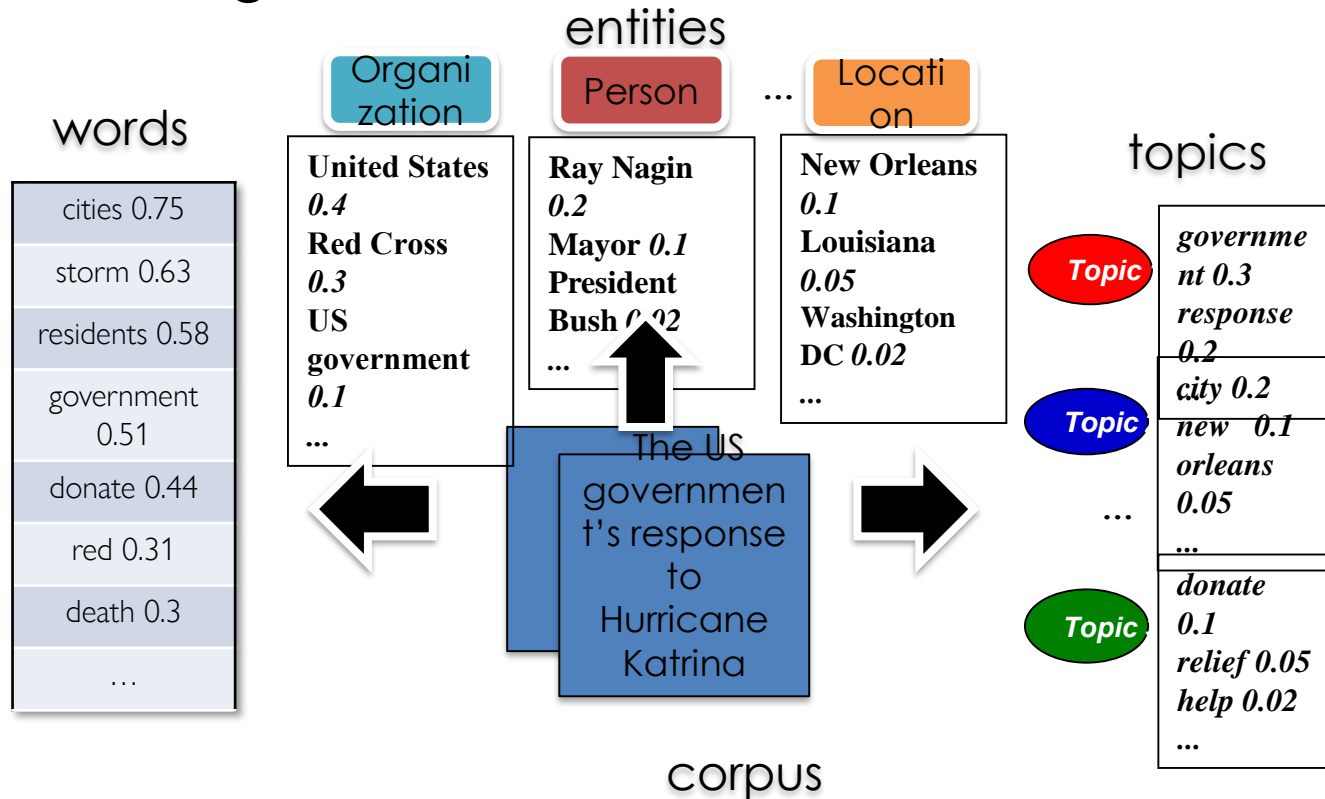 entities
Organi
zation
Person
...
Locati
on
words
cities 0.75
storm 0.63
residents 0.58
government
0.51
donate 0.44
red 0.31
death 0.3
…
United States
0.4
Red Cross
0.3
US
government
0.1
...
Ray Nagin
0.2
Mayor 0.1
President
Bush 0.02
...
New Orleans
0.1
Louisiana
0.05
Washington
DC 0.02
...
topics
Topic
governme
nt 0.3
response
0.2
...
Topic
city 0.2
new 0.1
orleans
0.05
...
...
Topic
donate
0.1
relief 0.05
help 0.02
...
The US
governmen
t’s response
to
Hurricane
Katrina
corpus